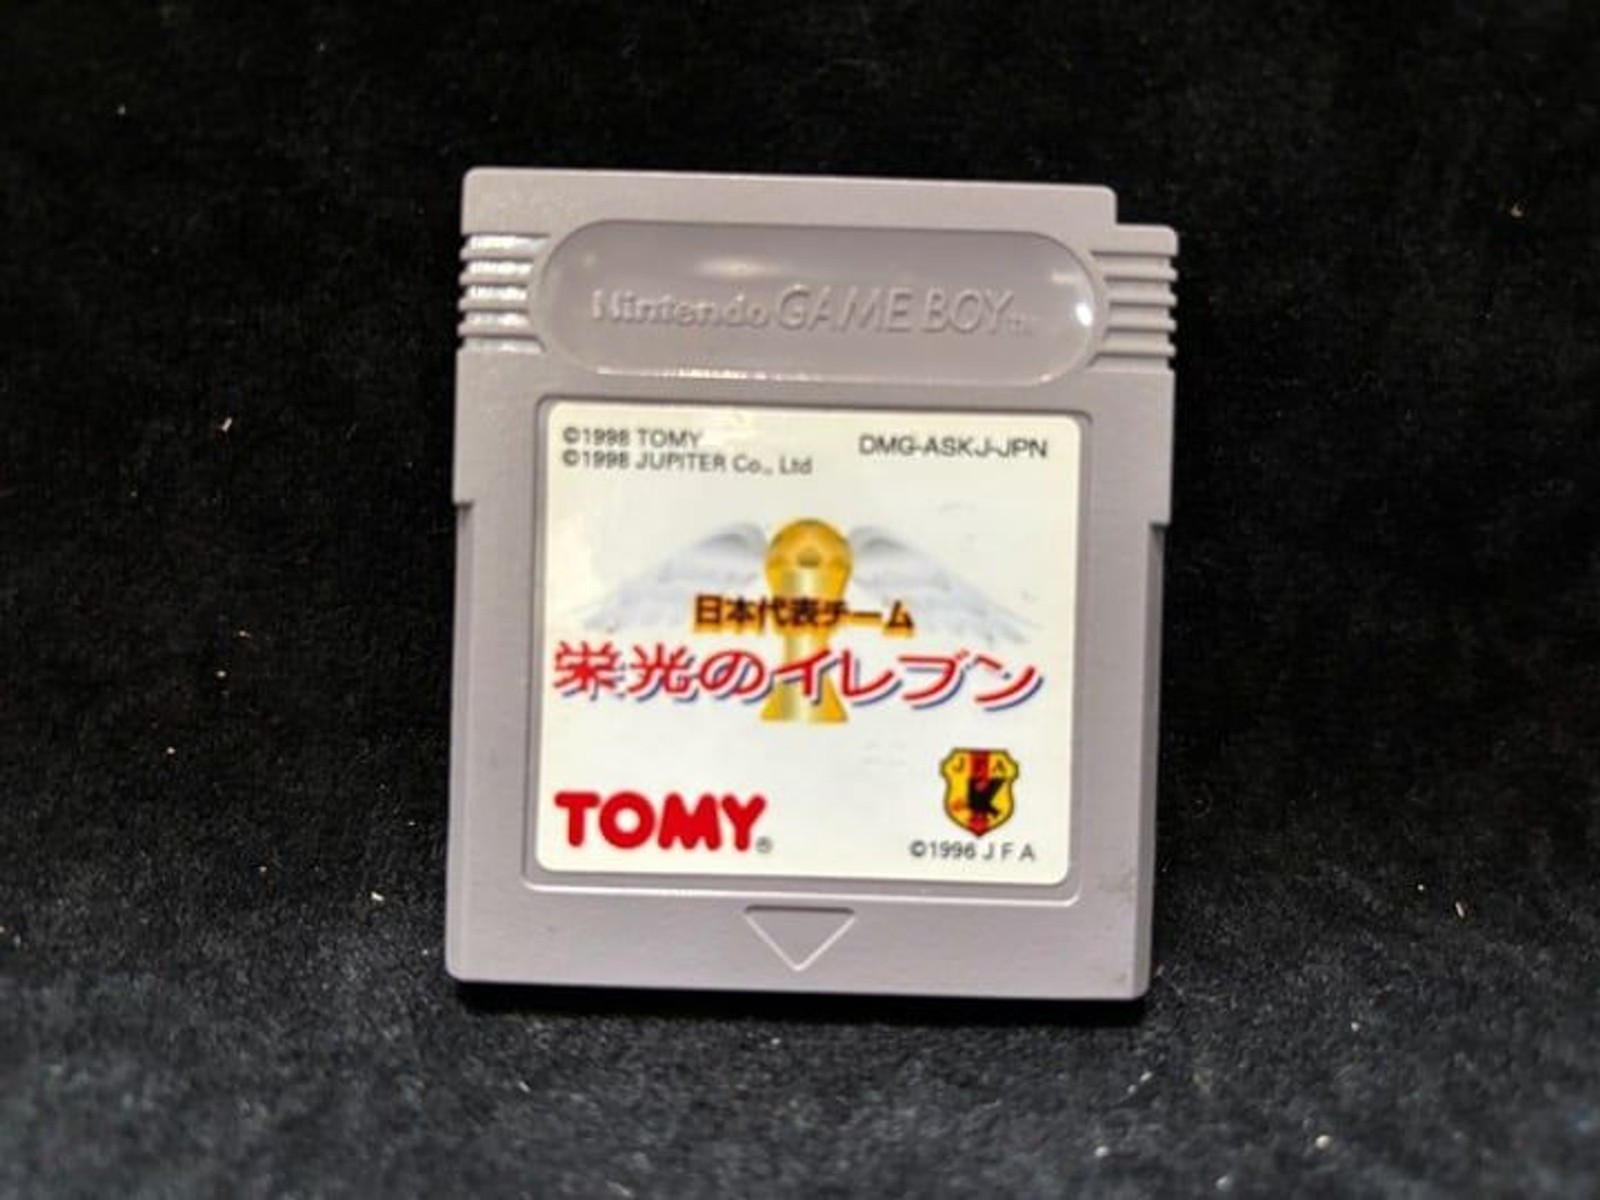 Nintendo GAME BOY™
©1998 TOMY
©1998 JUPITER Co., Ltd
DMG-ASKJ-JPN
日本代表チーム
栄光のイレブン
TOMY®
JFA
©1996 J F A